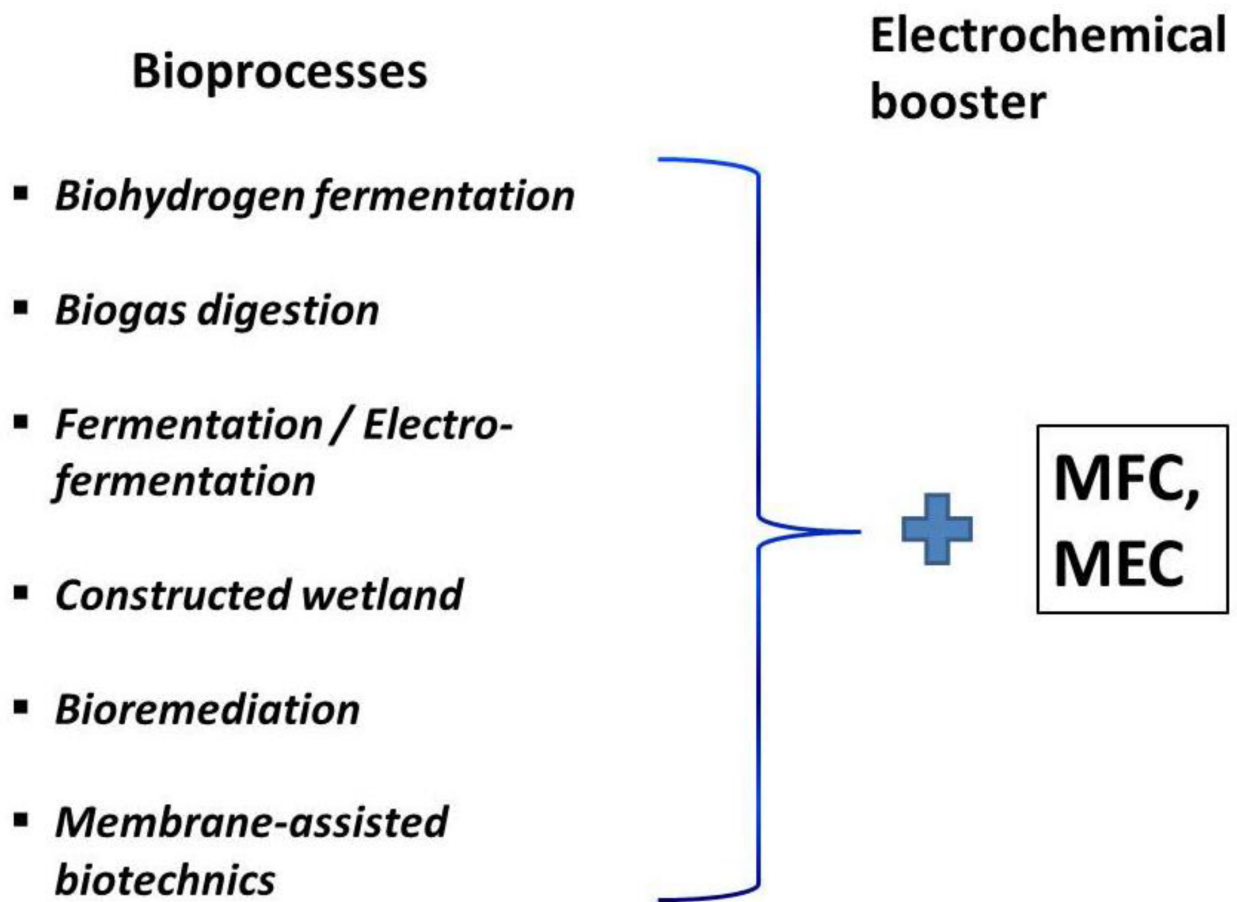 Bioprocesses
Electrochemical
booster
▪ Biohydrogen fermentation
▪ Biogas digestion
▪ Fermentation / Electro-
fermentation
▪ Constructed wetland
▪ Bioremediation
▪ Membrane-assisted
biotechnics
MFC,
MEC